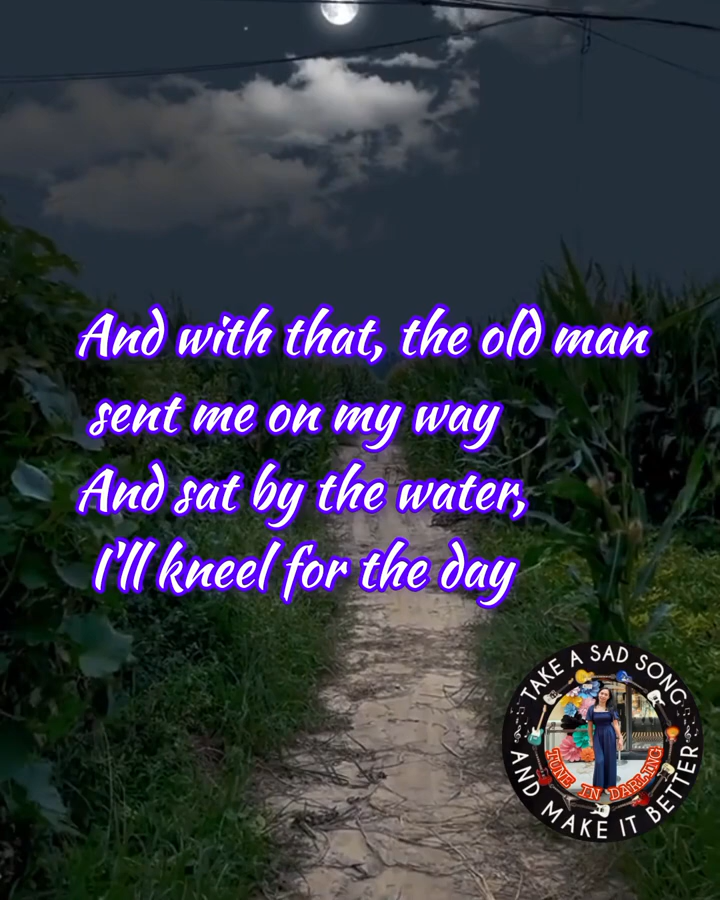 And with that, the old man
sent me on my way
And sat by the water,
I'll kneel for the day
TAKE A SAD SONG
AND MAKE IT BETTER
TUNE IN DARLING